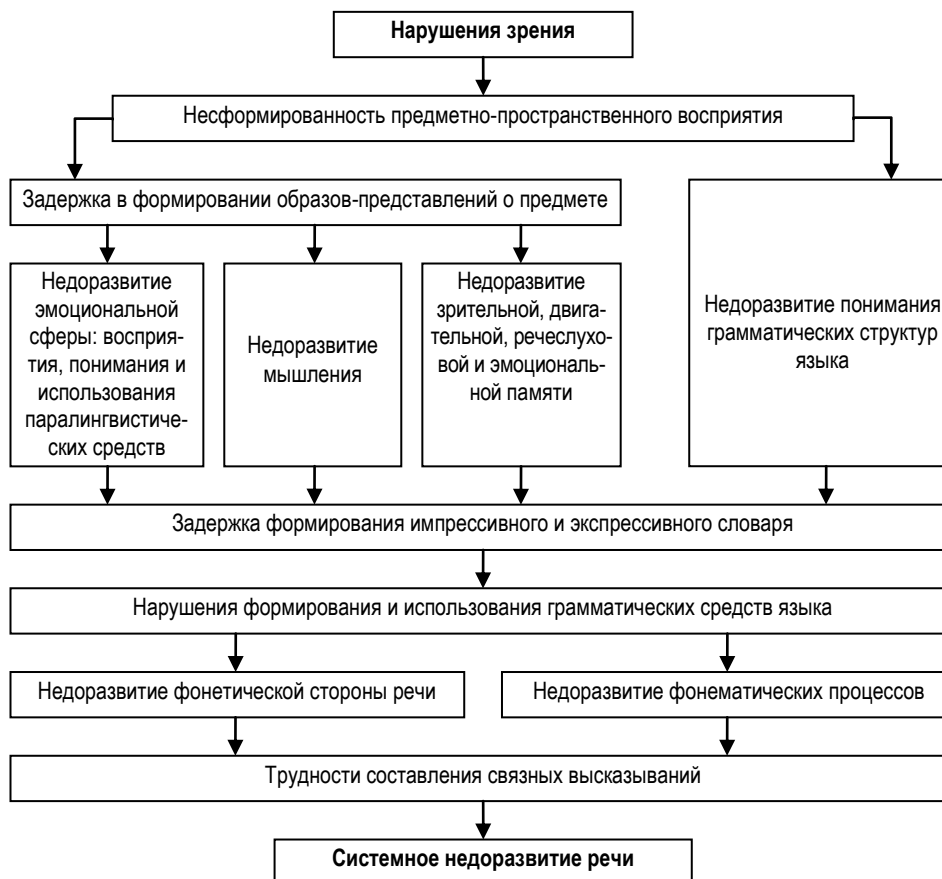 Нарушения зрения
Несформированность предметно-пространственного восприятия
Задержка в формировании образов-представлений о предмете
Недоразвитие
эмоциональной
сферы: восприя-
тия, понимания и
использования
паралингвистиче-
ских средств
Недоразвитие
мышления
Недоразвитие
зрительной, двига-
тельной, речеслухо-
вой и эмоциональ-
ной памяти
Недоразвитие понимания
грамматических структур
языка
Задержка формирования импрессивного и экспрессивного словаря
Нарушения формирования и использования грамматических средств языка
Недоразвитие фонетической стороны речи
Недоразвитие фонематических процессов
Трудности составления связных высказываний
Системное недоразвитие речи